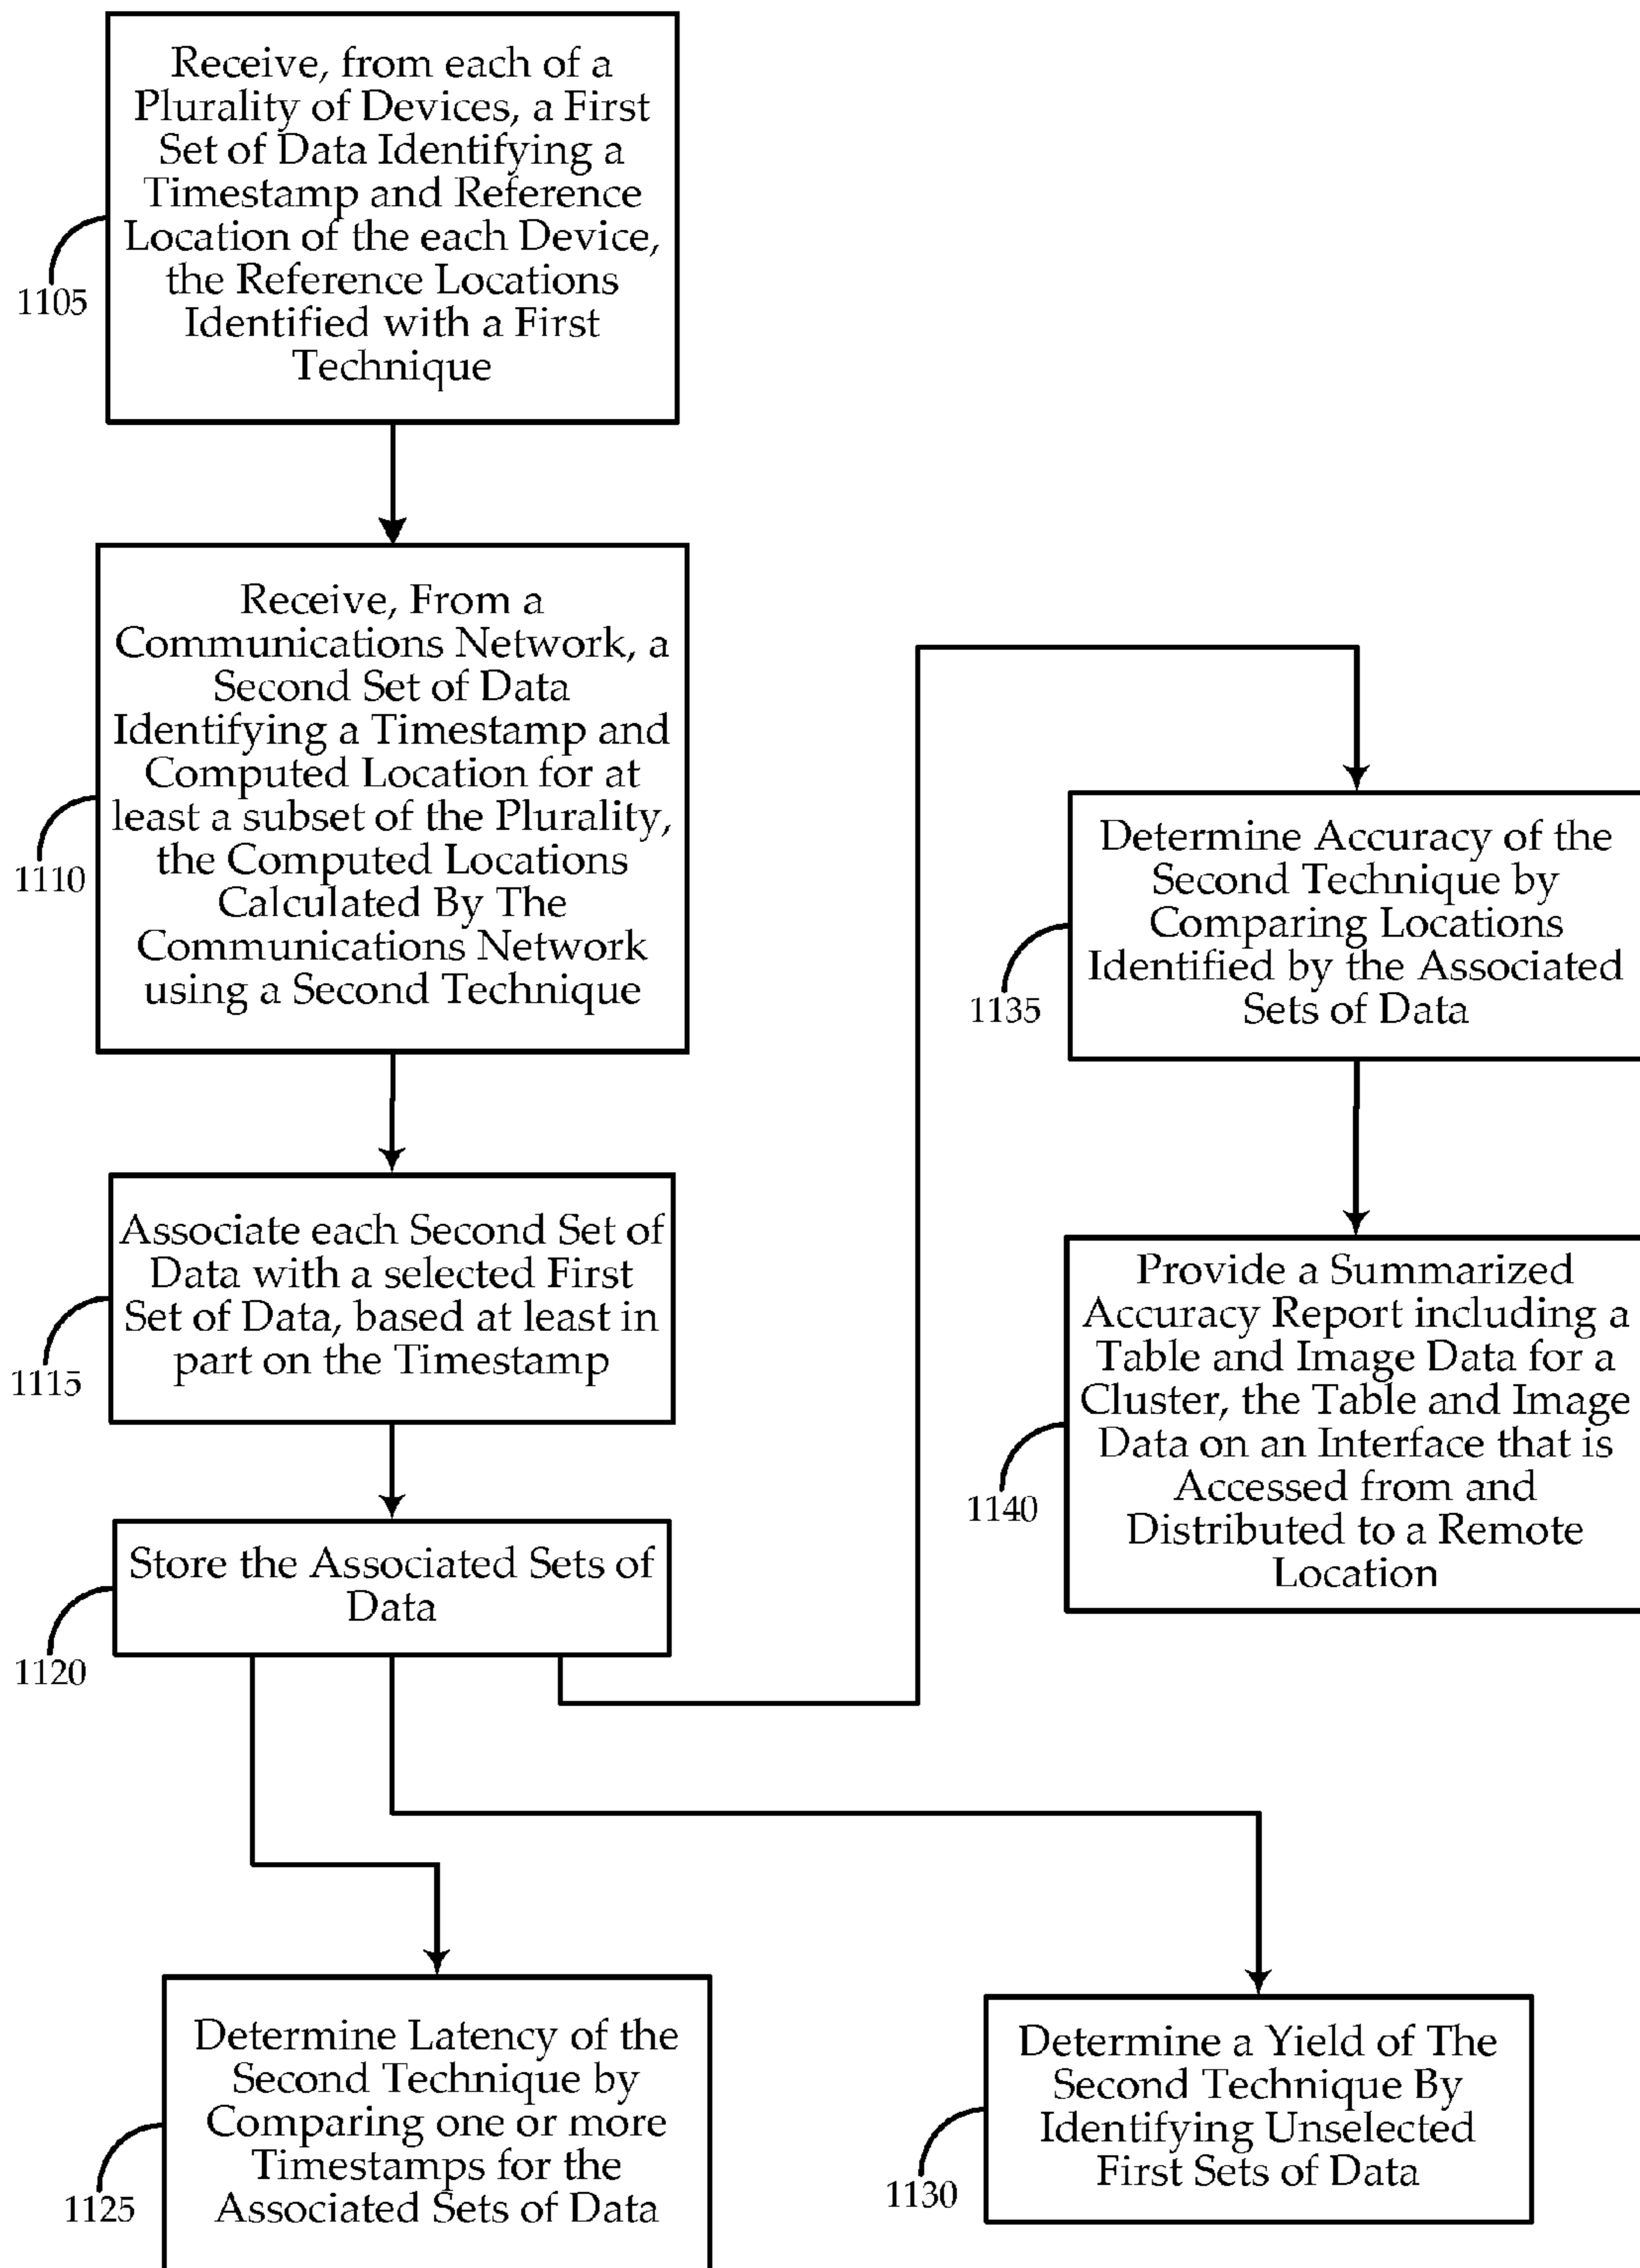 Receive, from each of a
Plurality of Devices, a First
Set of Data Identifying a
Timestamp and Reference
Location of the each Device,
the Reference Locations
Identified with a First
Technique
1105
Receive, From a
Communications Network, a
Second Set of Data
Identifying a Timestamp and
Computed Location for at
least a subset of the Plurality,
the Computed Locations
Calculated By The
Communications Network
using a Second Technique
1110
Associate each Second Set of
Data with a selected First
Set of Data, based at least in
part on the Timestamp
1115
Store the Associated Sets of
Data
1120
Determine Latency of the
Second Technique by
Comparing one or more
Timestamps for the
Associated Sets of Data
1125
Determine a Yield of The
Second Technique By
Identifying Unselected
First Sets of Data
1130
Determine Accuracy of the
Second Technique by
Comparing Locations
Identified by the Associated
Sets of Data
1135
Provide a Summarized
Accuracy Report including a
Table and Image Data for a
Cluster, the Table and Image
Data on an Interface that is
Accessed from and
Distributed to a Remote
Location
1140